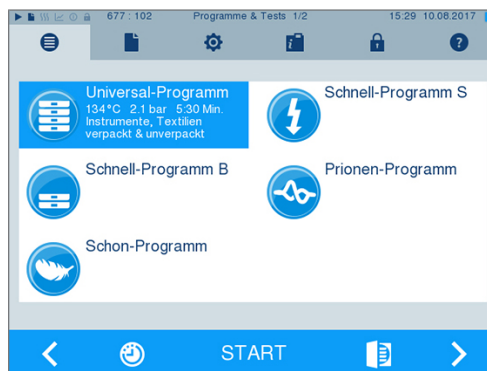 677 : 102 Programme & Tests 1/2 15:29 10.08.2017
i ?
Universal-Programm
134°C 2.1 bar 5:30 Min.
Instrumente, Textilien
verpackt & unverpackt
Schnell-Programm S
Schnell-Programm B
Prionen-Programm
Schon-Programm
START